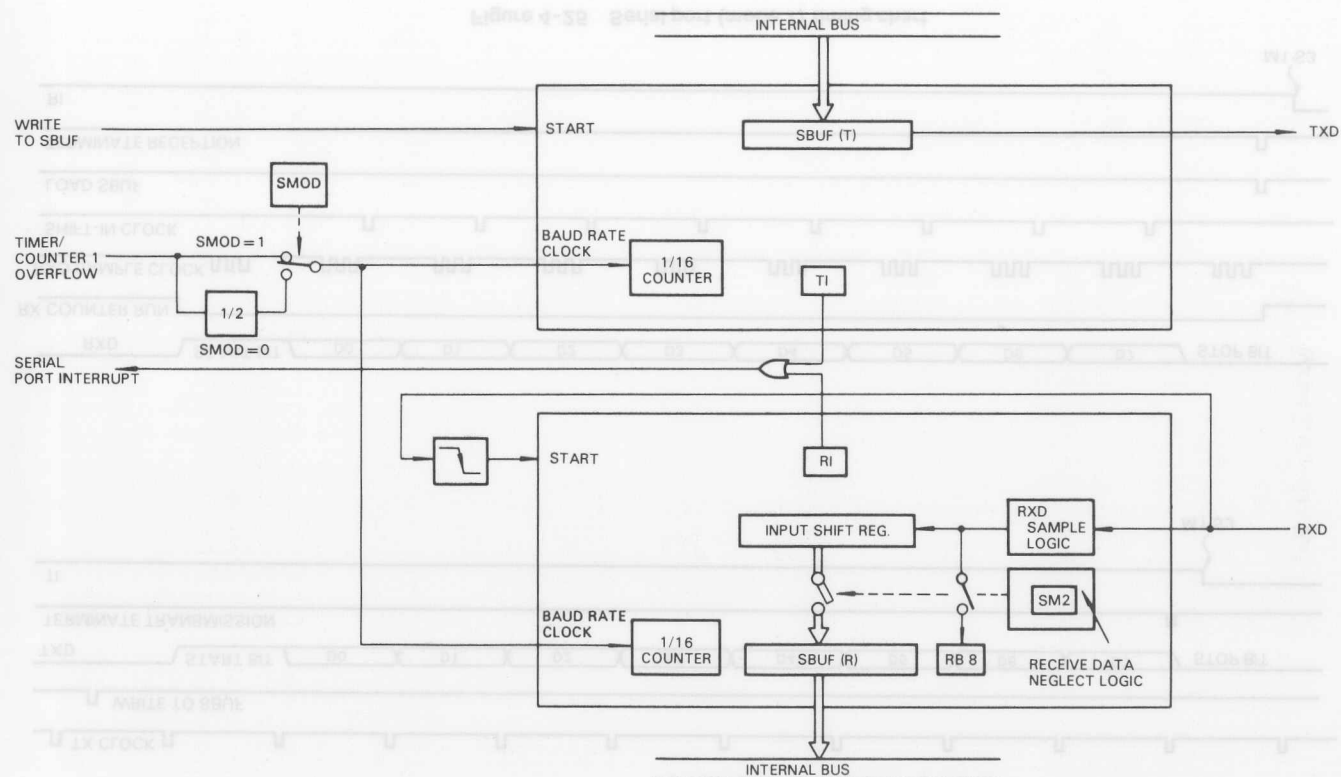 INTERNAL BUS
WRITE
TO SBUF
START
SBUF (T)
TXD
SMOD
TIMER/
COUNTER 1
OVERFLOW
SMOD = 1
BAUD RATE
CLOCK
1/16
COUNTER
TI
1/2
SMOD = 0
SERIAL
PORT INTERRUPT
START
RI
INPUT SHIFT REG.
RXD
SAMPLE
LOGIC
RXD
SM2
BAUD RATE
CLOCK
1/16
COUNTER
SBUF (R)
RB 8
RECEIVE DATA
NEGLECT LOGIC
INTERNAL BUS